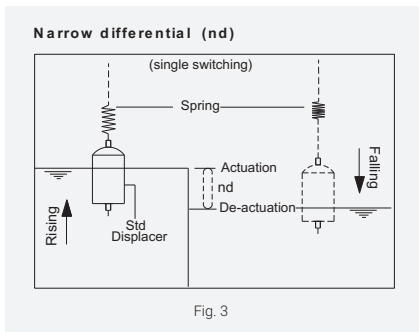 Narrow differential (nd)
(single switching)
Spring
Actuation
nd
De-actuation
Rising
Std
Displacer
Falling
Fig. 3